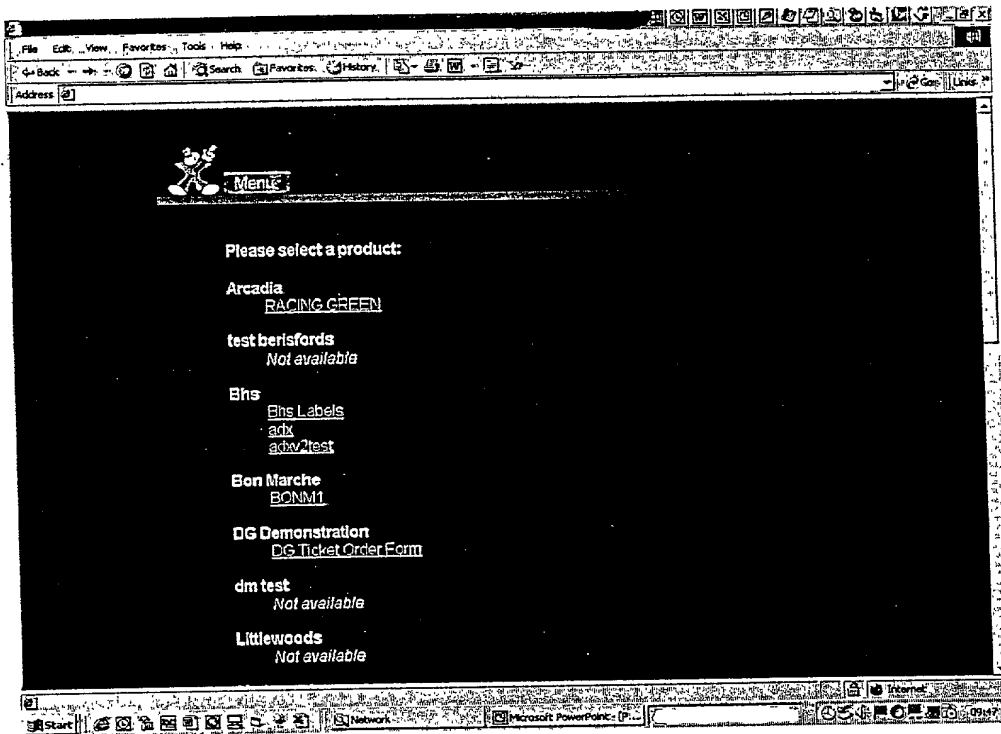 File Edit View Favorites Tools Help
Back Search Favorites History
Address Go Links »
Menu
Please select a product:
Arcadia
RACING GREEN
test berisfords
Not available
Bhs
Bhs Labels
adx
adxv2test
Bon Marche
BONM1
DG Demonstration
DG Ticket Order Form
dm test
Not available
Littlewoods
Not available
Internet
Start Network Microsoft PowerPoint - [P... 09:47